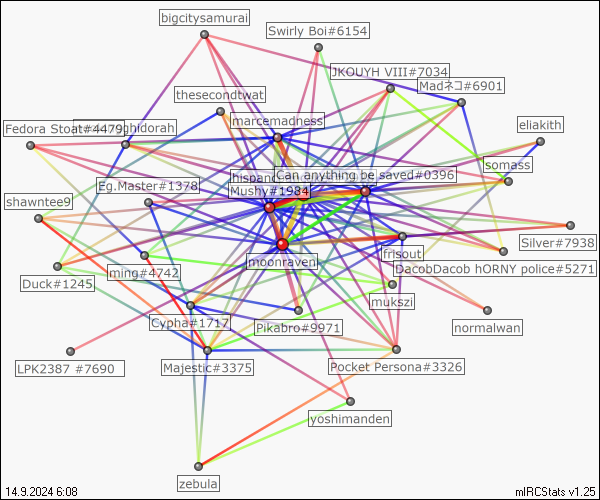 bigcitysamurai
Swirly Boi#6154
JKOUYH VIII#7034
Madネコ#6901
thesecondtwat
marcemadness
Fedora Stoat#4479
ghidorah
eliakith
somass
Can anything be saved#0396
hispan
Eg.Master#1378
Mushy#1984
shawntee9
Silver#7938
frisout
moonraven
DacobDacob hORNY police#5271
ming#4742
Duck#1245
mukszi
Cypha#1717
Pikabro#9971
normalwan
LPK2387 #7690
Majestic#3375
Pocket Persona#3326
yoshimanden
zebula
14.9.2024 6:08
mIRCStats v1.25